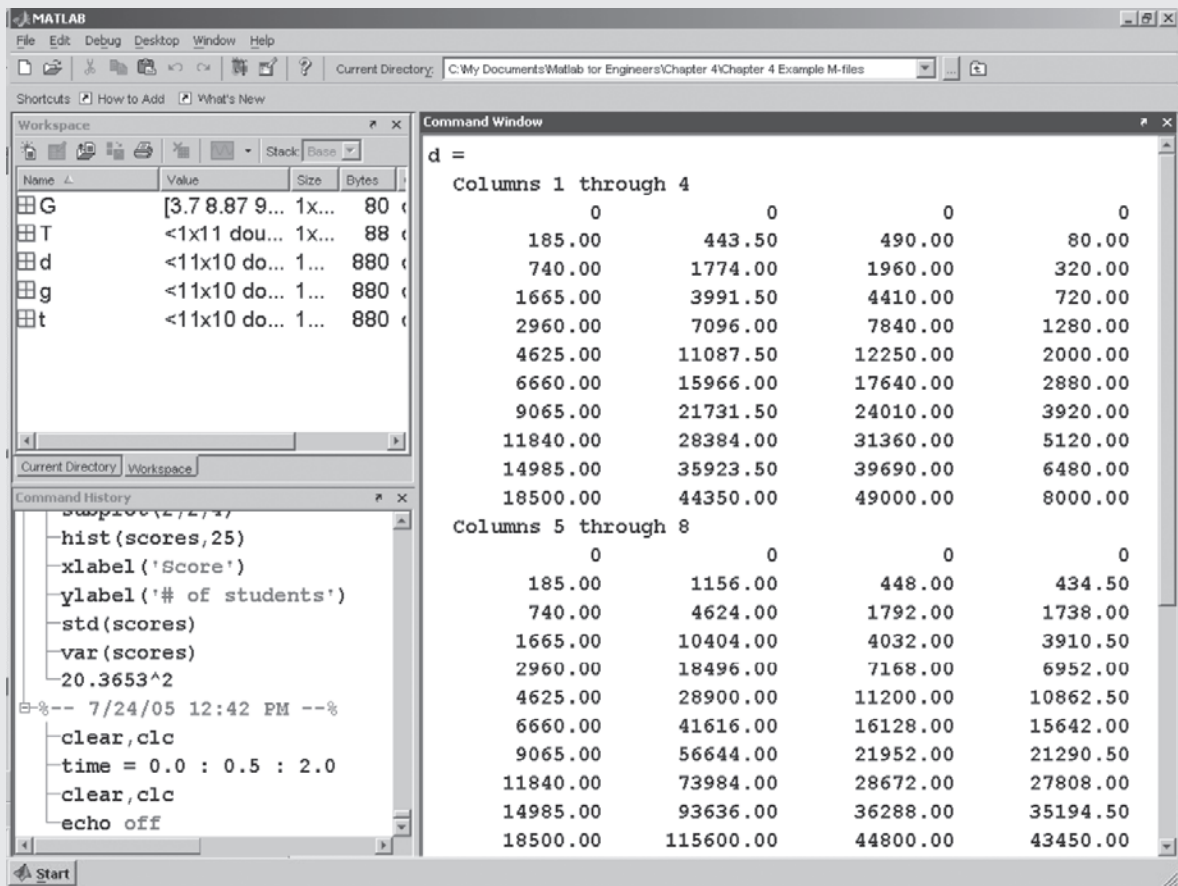 MATLAB
File Edit Debug Desktop Window Help
Current Directory: C:\My Documents\Matlab for Engineers\Chapter 4\Chapter 4 Example M-files
Shortcuts How to Add What's New
Workspace
Stack: Base
Name Value Size Bytes
G [3.7 8.87 9... 1x... 80
T <1x11 dou... 1x... 88
d <11x10 do... 1... 880
g <11x10 do... 1... 880
t <11x10 do... 1... 880
Current Directory Workspace
Command History
subplot(2,2,4)
hist(scores,25)
xlabel('Score')
ylabel('# of students')
std(scores)
var(scores)
20.3653^2
%-- 7/24/05 12:42 PM --%
clear,clc
time = 0.0 : 0.5 : 2.0
clear,clc
echo off
Command Window
d =
Columns 1 through 4
0 0 0 0
185.00 443.50 490.00 80.00
740.00 1774.00 1960.00 320.00
1665.00 3991.50 4410.00 720.00
2960.00 7096.00 7840.00 1280.00
4625.00 11087.50 12250.00 2000.00
6660.00 15966.00 17640.00 2880.00
9065.00 21731.50 24010.00 3920.00
11840.00 28384.00 31360.00 5120.00
14985.00 35923.50 39690.00 6480.00
18500.00 44350.00 49000.00 8000.00
Columns 5 through 8
0 0 0 0
185.00 1156.00 448.00 434.50
740.00 4624.00 1792.00 1738.00
1665.00 10404.00 4032.00 3910.50
2960.00 18496.00 7168.00 6952.00
4625.00 28900.00 11200.00 10862.50
6660.00 41616.00 16128.00 15642.00
9065.00 56644.00 21952.00 21290.50
11840.00 73984.00 28672.00 27808.00
14985.00 93636.00 36288.00 35194.50
18500.00 115600.00 44800.00 43450.00
Start